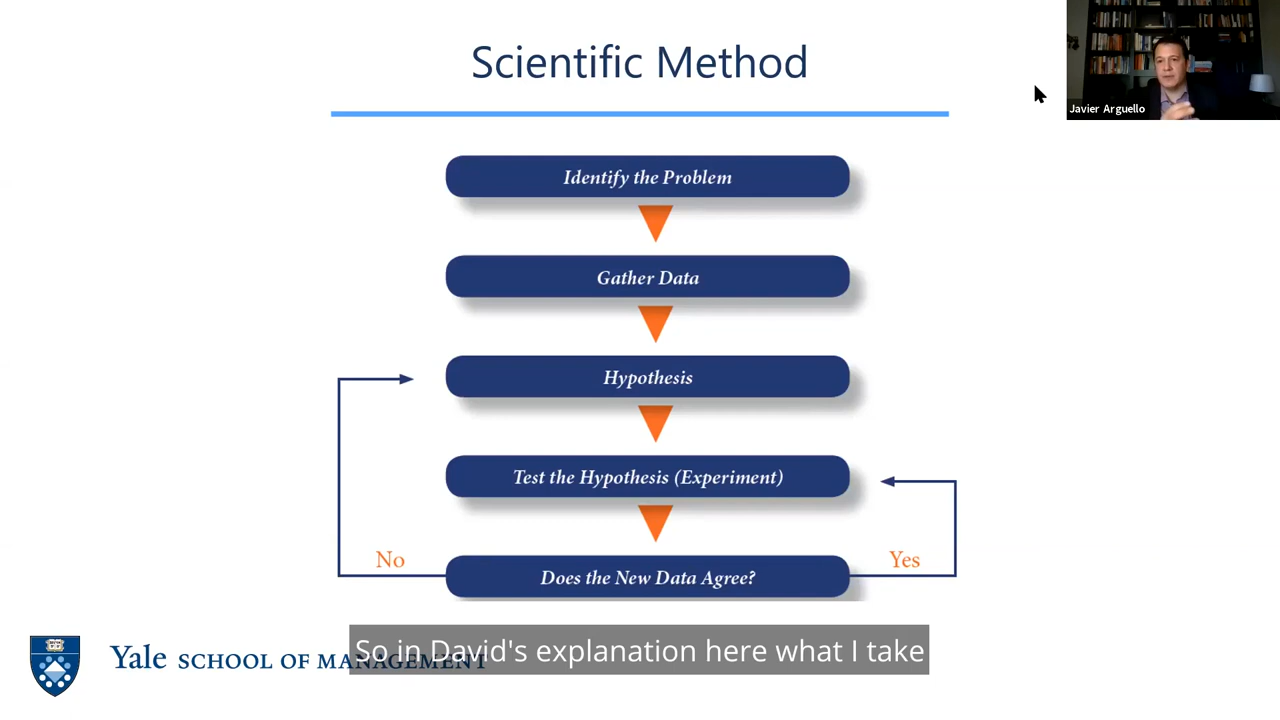 Scientific Method
Javier Arguello
Identify the Problem
Gather Data
Hypothesis
Test the Hypothesis (Experiment)
No
Yes
Does the New Data Agree?
Yale SCHOOL OF MANAGEMENT
So in David's explanation here what I take